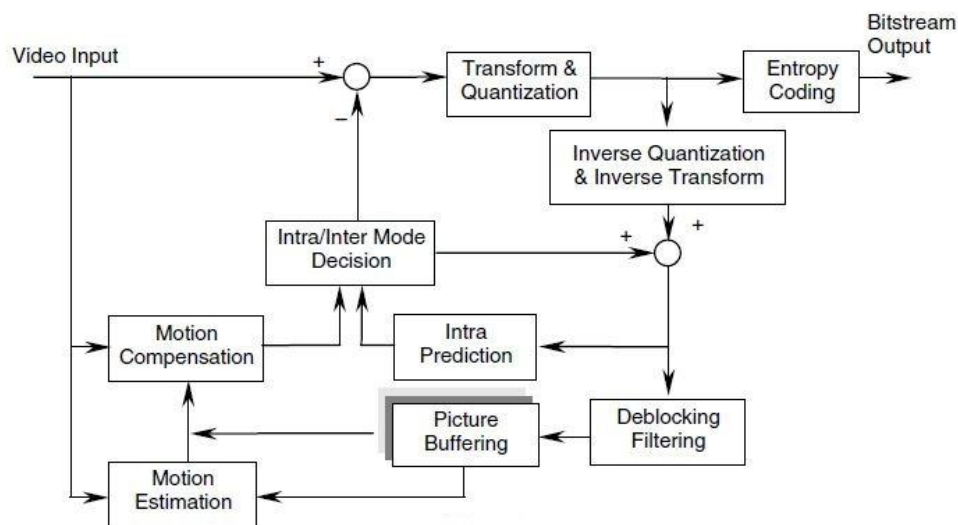 Video Input
+
Transform &
Quantization
Entropy
Coding
Bitstream
Output
−
Inverse Quantization
& Inverse Transform
+
+
Intra/Inter Mode
Decision
Motion
Compensation
Intra
Prediction
Picture
Buffering
Deblocking
Filtering
Motion
Estimation